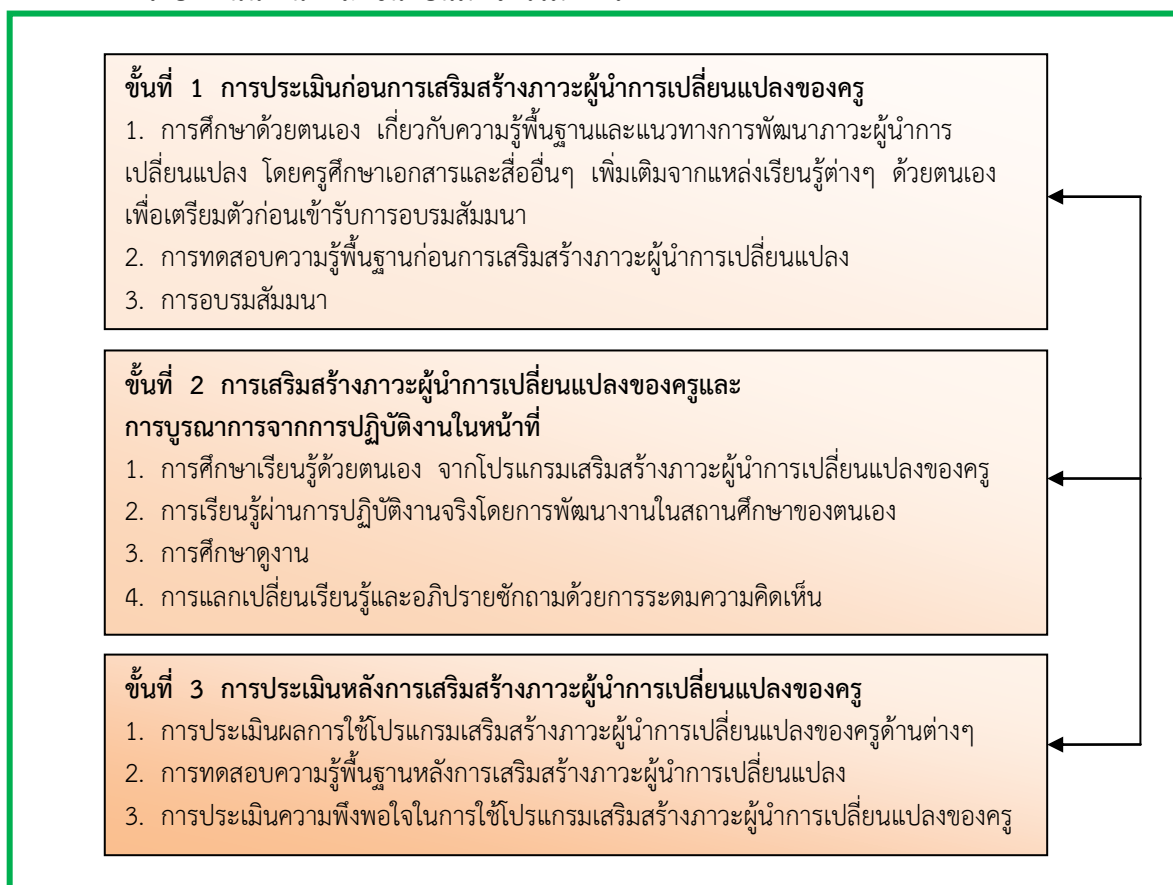 ขั้นที่ 1 การประเมินก่อนการเสริมสร้างภาวะผู้นำการเปลี่ยนแปลงของครู
1. การศึกษาด้วยตนเอง เกี่ยวกับความรู้พื้นฐานและแนวทางการพัฒนาภาวะผู้นำการ
เปลี่ยนแปลง โดยครูศึกษาเอกสารและสื่ออื่นๆ เพิ่มเติมจากแหล่งเรียนรู้ต่างๆ ด้วยตนเอง
เพื่อเตรียมตัวก่อนเข้ารับการอบรมสัมมนา
2. การทดสอบความรู้พื้นฐานก่อนการเสริมสร้างภาวะผู้นำการเปลี่ยนแปลง
3. การอบรมสัมมนา
ขั้นที่ 2 การเสริมสร้างภาวะผู้นำการเปลี่ยนแปลงของครูและ
การบูรณาการจากการปฏิบัติงานในหน้าที่
1. การศึกษาเรียนรู้ด้วยตนเอง จากโปรแกรมเสริมสร้างภาวะผู้นำการเปลี่ยนแปลงของครู
2. การเรียนรู้ผ่านการปฏิบัติงานจริงโดยการพัฒนางานในสถานศึกษาของตนเอง
3. การศึกษาดูงาน
4. การแลกเปลี่ยนเรียนรู้และอภิปรายซักถามด้วยการระดมความคิดเห็น
ขั้นที่ 3 การประเมินหลังการเสริมสร้างภาวะผู้นำการเปลี่ยนแปลงของครู
1. การประเมินผลการใช้โปรแกรมเสริมสร้างภาวะผู้นำการเปลี่ยนแปลงของครูด้านต่างๆ
2. การทดสอบความรู้พื้นฐานหลังการเสริมสร้างภาวะผู้นำการเปลี่ยนแปลง
3. การประเมินความพึงพอใจในการใช้โปรแกรมเสริมสร้างภาวะผู้นำการเปลี่ยนแปลงของครู